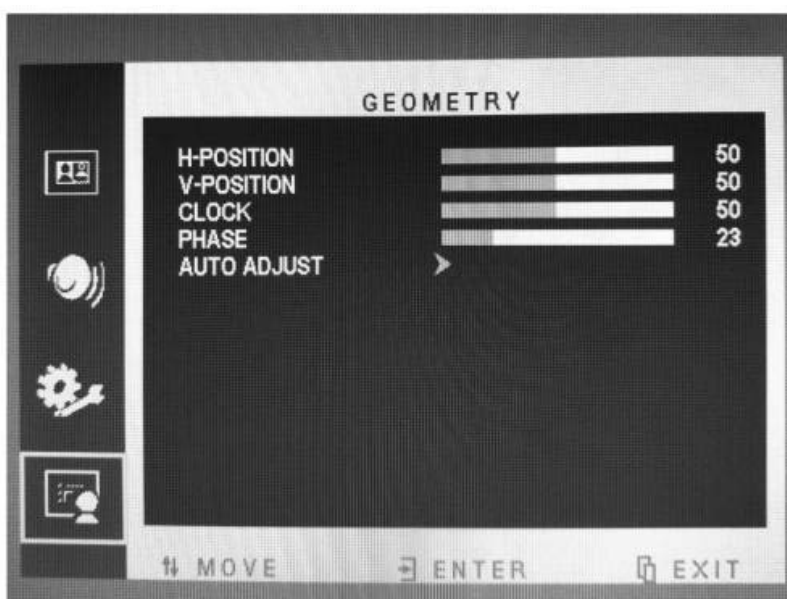 GEOMETRY
H-POSITION 50
V-POSITION 50
CLOCK 50
PHASE 23
AUTO ADJUST
MOVE ENTER EXIT